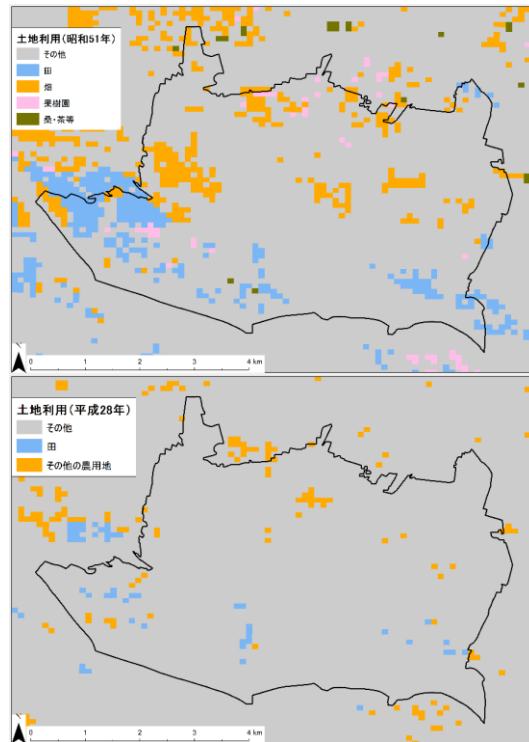 土地利用(昭和51年)
その他
田
畑
果樹園
桑・茶等
0 1 2 3 4 km
土地利用(平成28年)
その他
田
その他の農用地
0 1 2 3 4 km